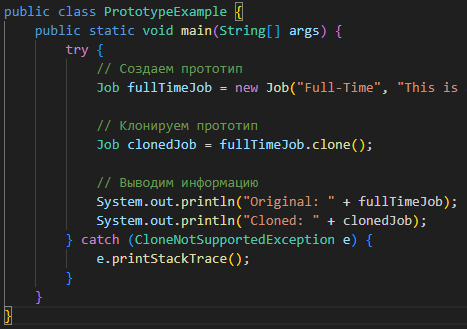 public class PrototypeExample {
    public static void main(String[] args) {
        try {
            // Создаем прототип
            Job fullTimeJob = new Job("Full-Time", "This is

            // Клонируем прототип
            Job clonedJob = fullTimeJob.clone();

            // Выводим информацию
            System.out.println("Original: " + fullTimeJob);
            System.out.println("Cloned: " + clonedJob);
        } catch (CloneNotSupportedException e) {
            e.printStackTrace();
        }
    }
}